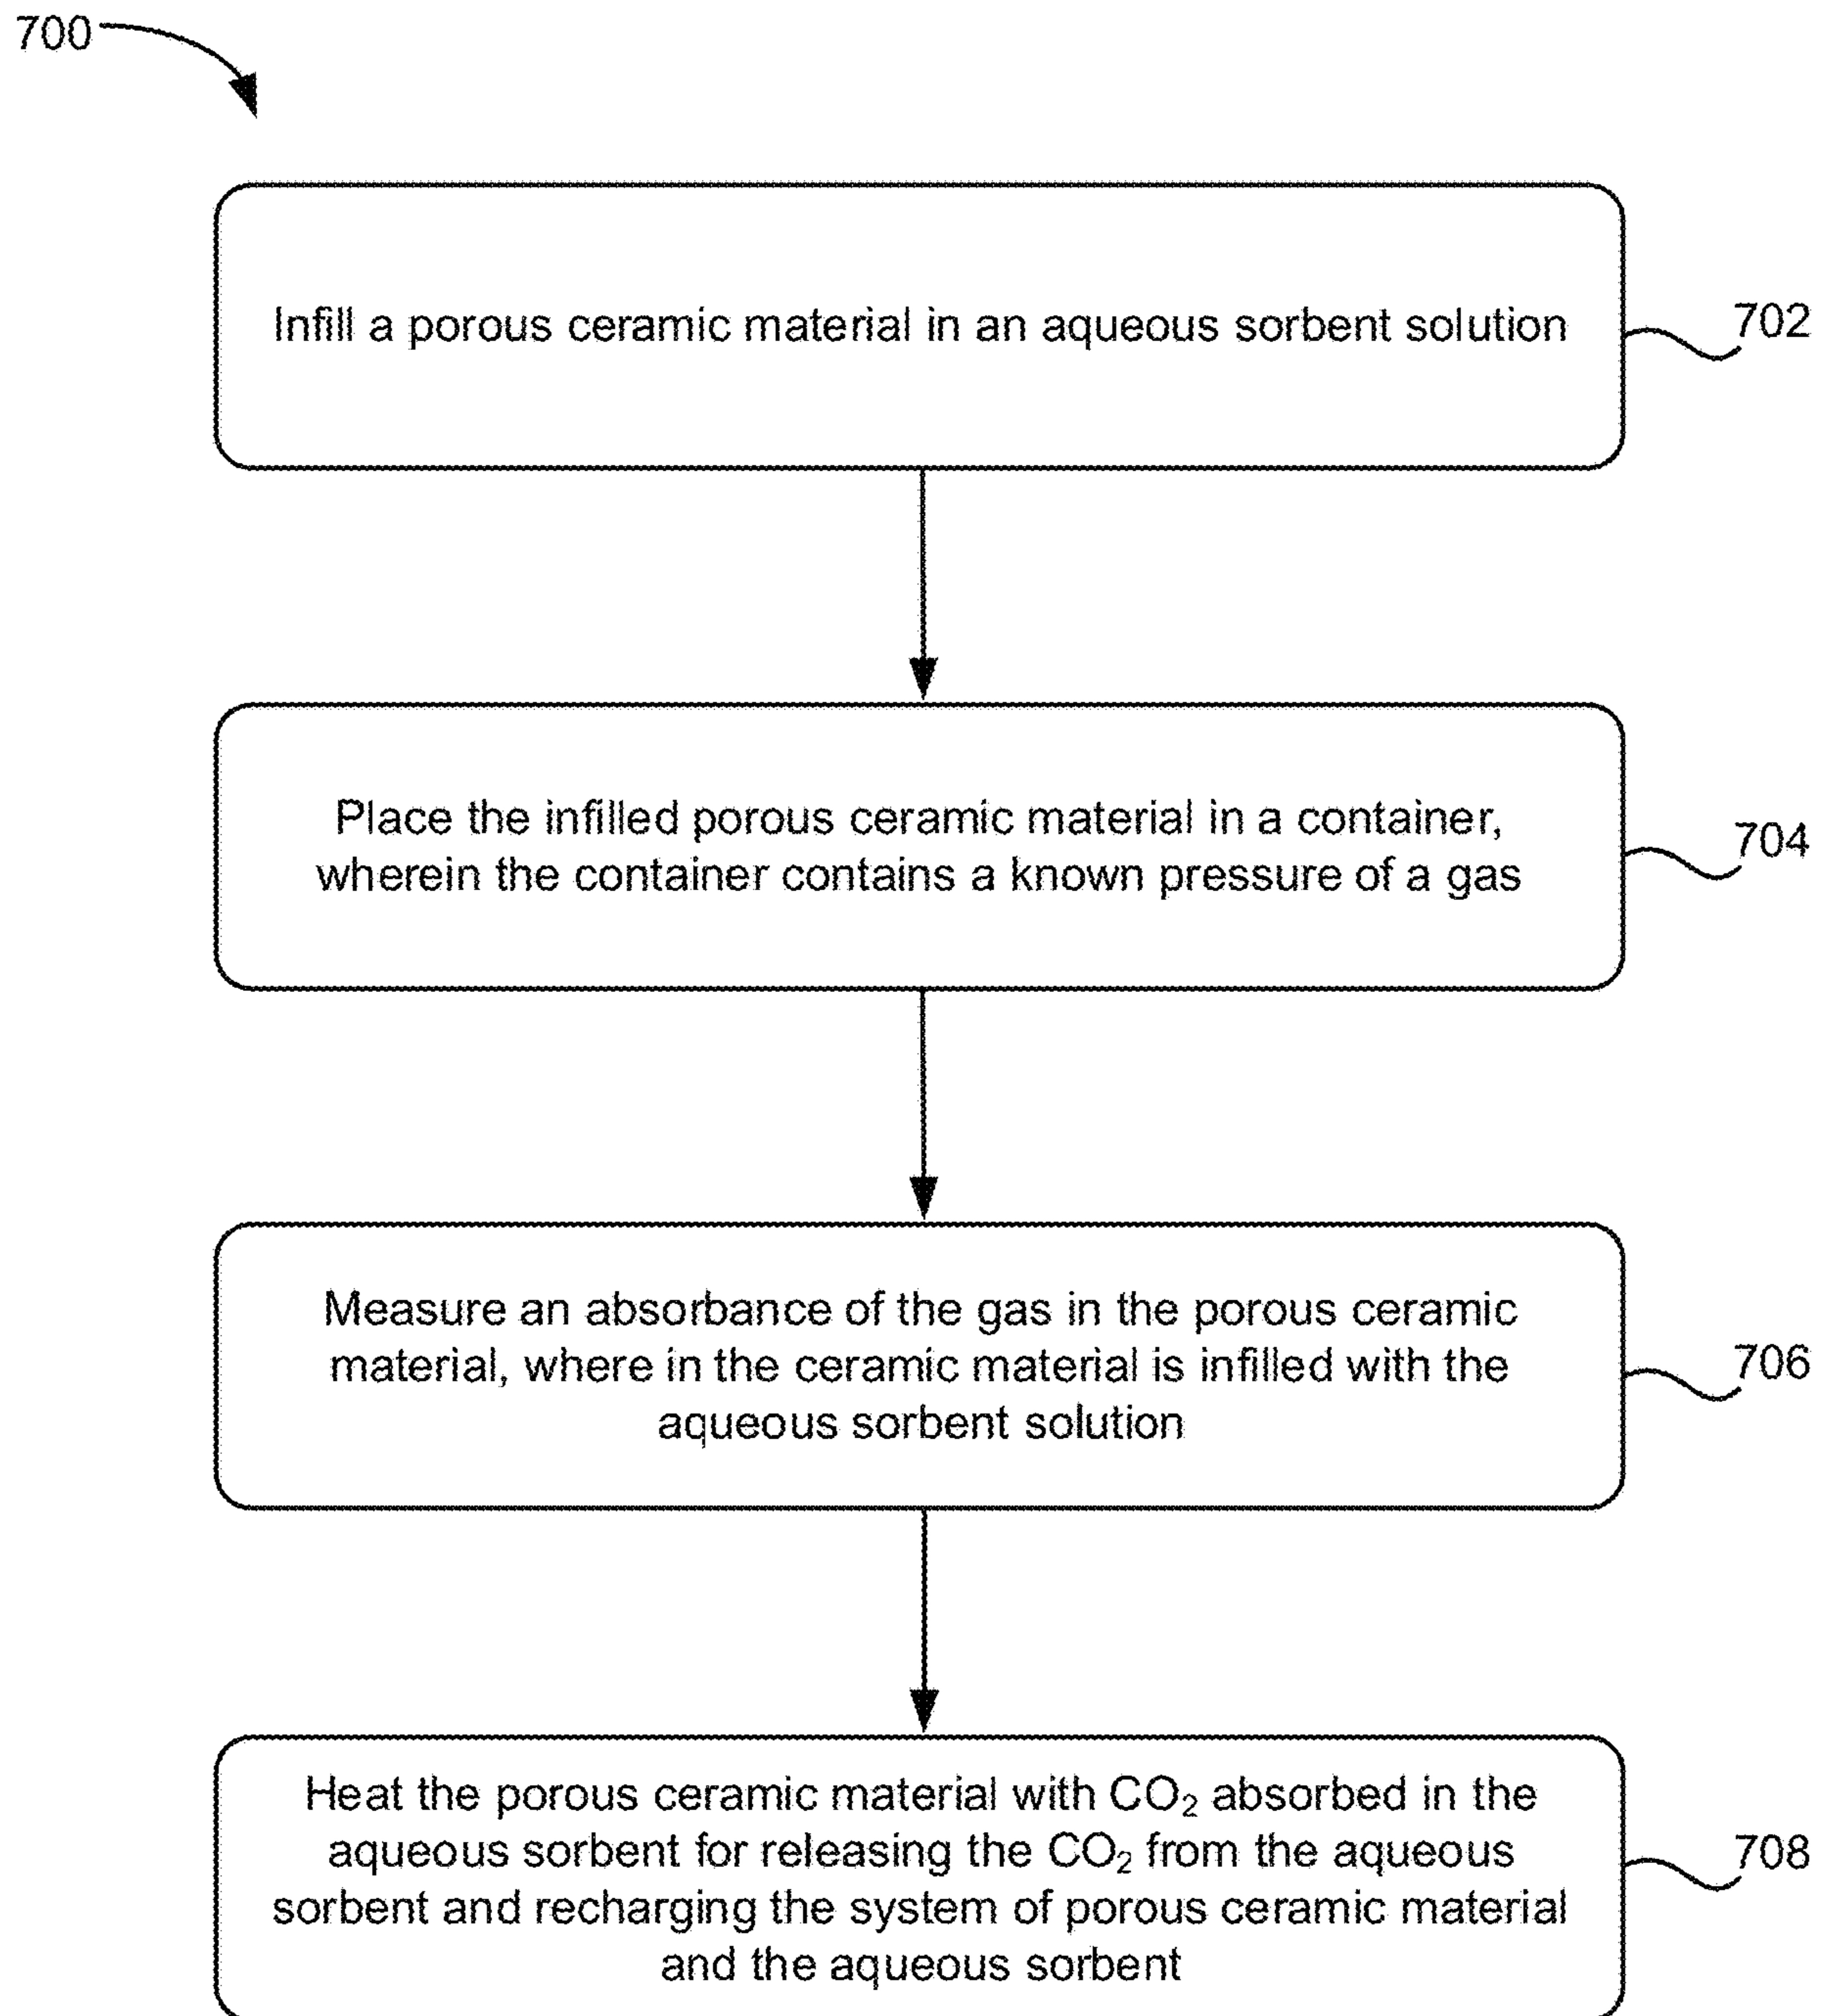 700
Infill a porous ceramic material in an aqueous sorbent solution
702
Place the infilled porous ceramic material in a container,
wherein the container contains a known pressure of a gas
704
Measure an absorbance of the gas in the porous ceramic
material, where in the ceramic material is infilled with the
aqueous sorbent solution
706
Heat the porous ceramic material with CO₂ absorbed in the
aqueous sorbent for releasing the CO₂ from the aqueous
sorbent and recharging the system of porous ceramic material
and the aqueous sorbent
708